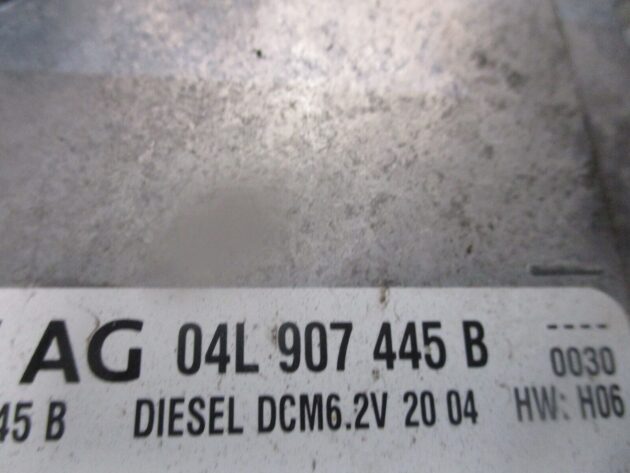 AG 04L 907 445 B ----
0030
45 B DIESEL DCM6.2V 20 04 HW: H06